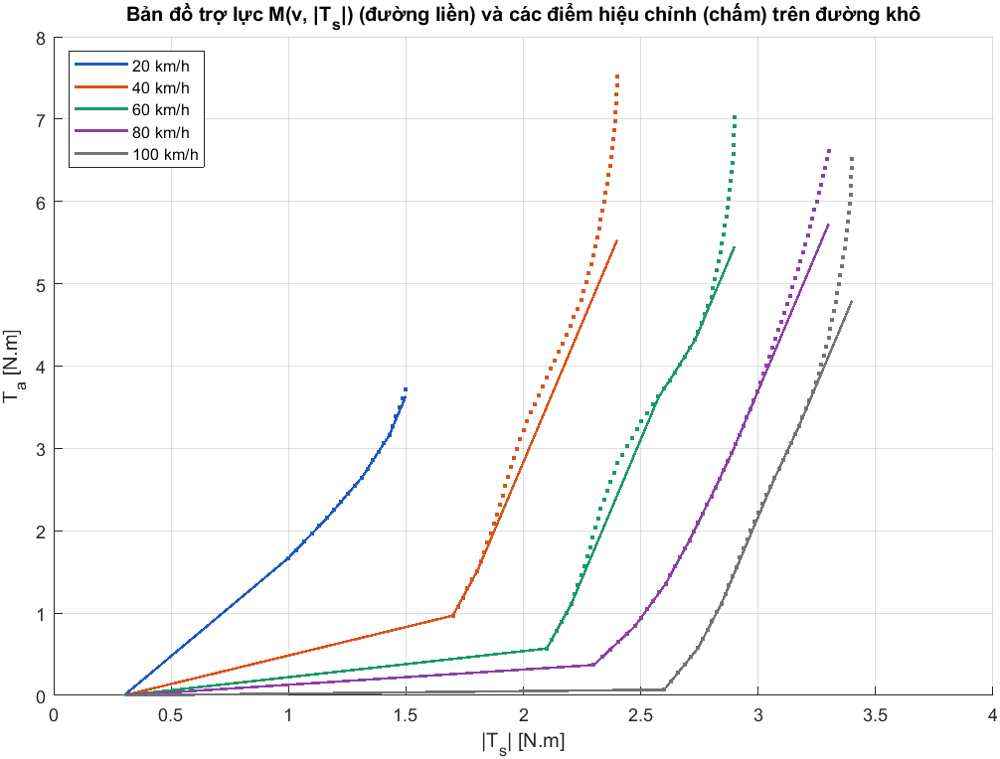 Bản đồ trợ lực M(v, |Ts|) (đường liền) và các điểm hiệu chỉnh (chấm) trên đường khô
8
7
6
5
4
3
2
1
0
Ta [N.m]
20 km/h
40 km/h
60 km/h
80 km/h
100 km/h
0 0.5 1 1.5 2 2.5 3 3.5 4
|Ts| [N.m]